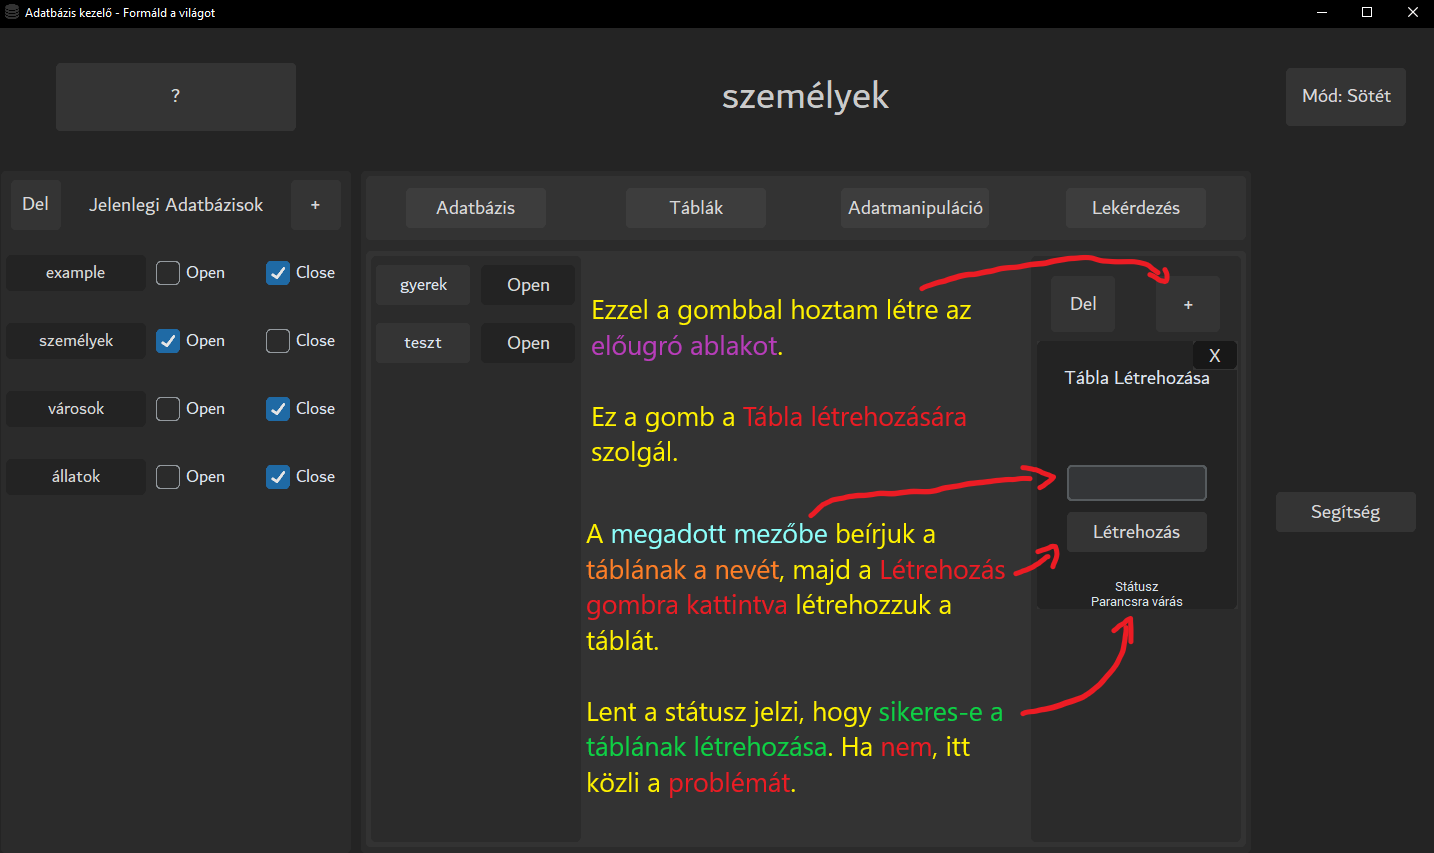 Adatbázis kezelő - Formáld a világot
?
személyek
Mód: Sötét
Del
Jelenlegi Adatbázisok
+
example
Open
Close
személyek
Open
Close
városok
Open
Close
állatok
Open
Close
Adatbázis
Táblák
Adatmanipuláció
Lekérdezés
gyerek
Open
teszt
Open
Ezzel a gombbal hoztam létre az
előugró ablakot.
Ez a gomb a Tábla létrehozására
szolgál.
A megadott mezőbe beírjuk a
táblának a nevét, majd a Létrehozás
gombra kattintva létrehozzuk a
táblát.
Lent a státusz jelzi, hogy sikeres-e a
táblának létrehozása. Ha nem, itt
közli a problémát.
Del
+
X
Tábla Létrehozása
Létrehozás
Státusz
Parancsra várás
Segítség